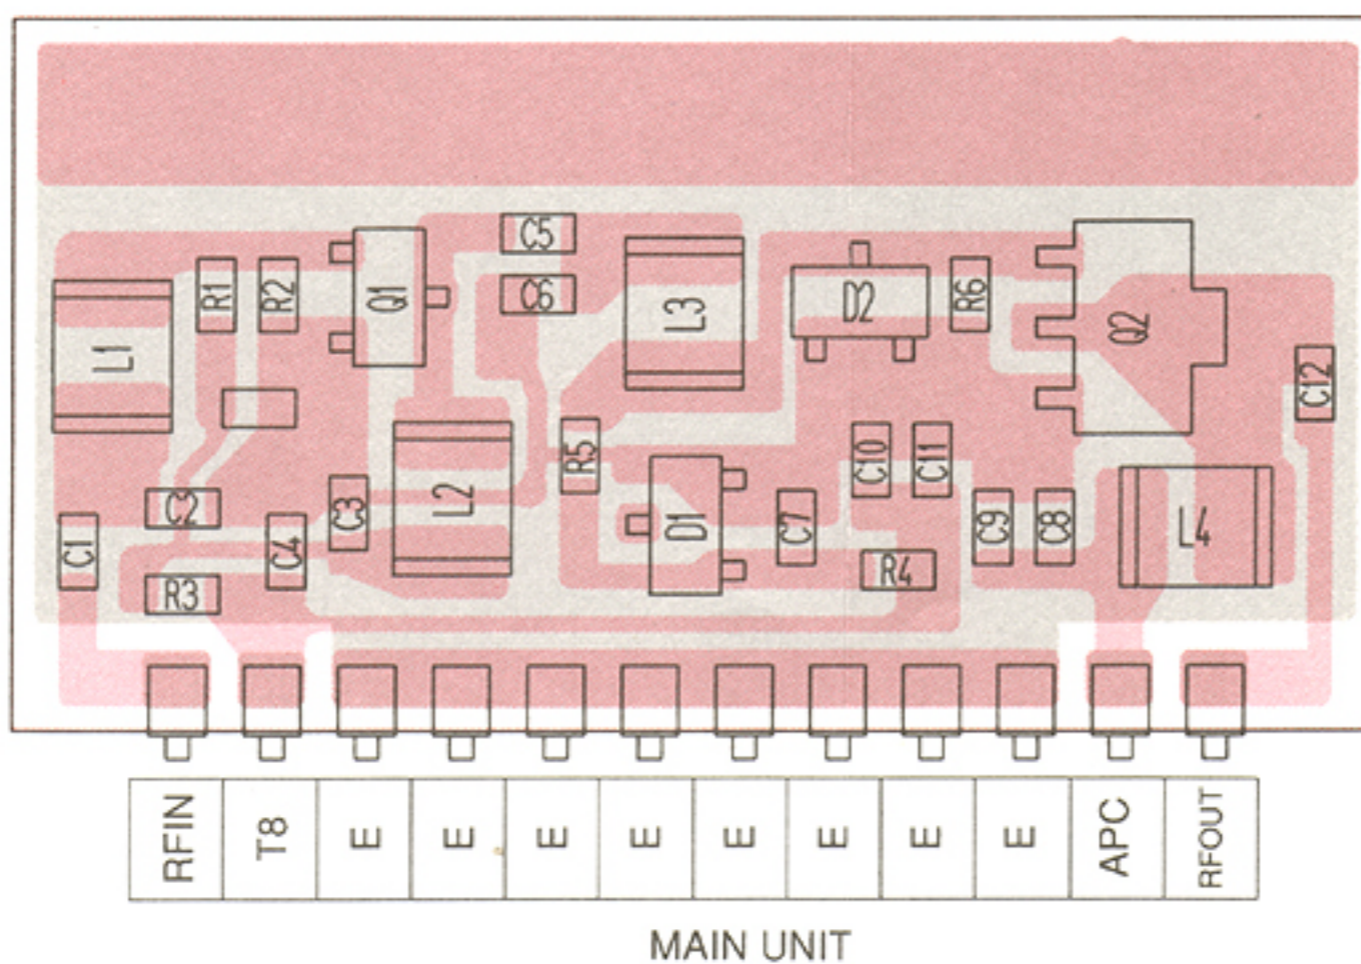 C5
R1 R2 Q1 C6 L3 D2 R6 Q2
L1
C12
R5 C10 C11
C2 C3 L2 D1 C7 C9 C8 L4
C1 C4
R3 R4
RFIN T8 E E E E E E E E APC RFOUT
MAIN UNIT